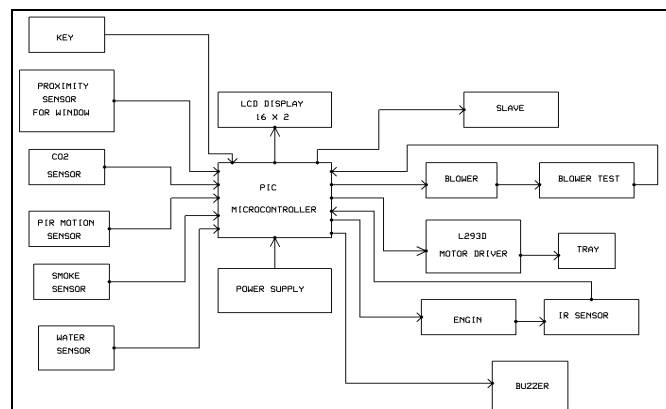 KEY
PROXIMITY
SENSOR
FOR WINDOW
CO2
SENSOR
PIR MOTION
SENSOR
SMOKE
SENSOR
WATER
SENSOR
LCD DISPLAY
16 X 2
PIC
MICROCONTROLLER
POWER SUPPLY
SLAVE
BLOWER
BLOWER TEST
L293D
MOTOR DRIVER
TRAY
ENGIN
IR SENSOR
BUZZER